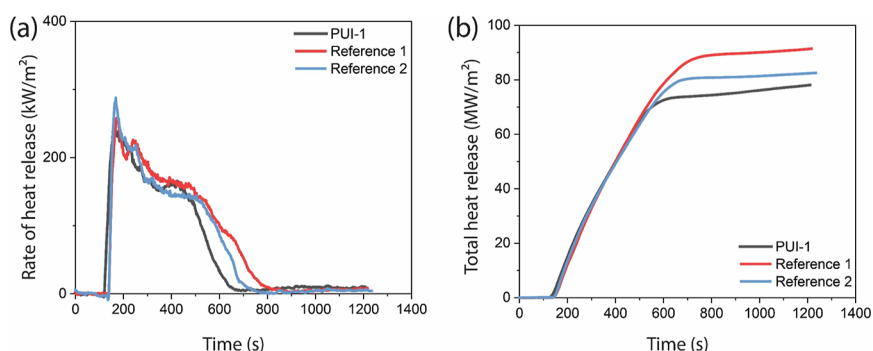 (a)
Rate of heat release (kW/m²)
400
200
0
PUI-1
Reference 1
Reference 2
0 200 400 600 800 1000 1200 1400
Time (s)
(b)
Total heat release (MW/m²)
100
80
60
40
20
0
PUI-1
Reference 1
Reference 2
0 200 400 600 800 1000 1200 1400
Time (s)